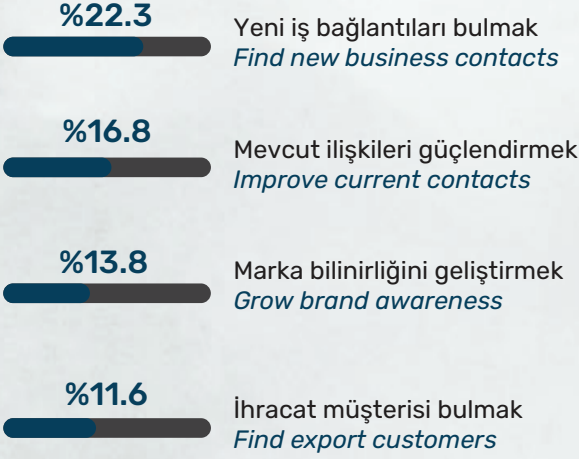 %22.3
Yeni iş bağlantıları bulmak
Find new business contacts
%16.8
Mevcut ilişkileri güçlendirmek
Improve current contacts
%13.8
Marka bilinirliğini geliştirmek
Grow brand awareness
%11.6
İhracat müşterisi bulmak
Find export customers